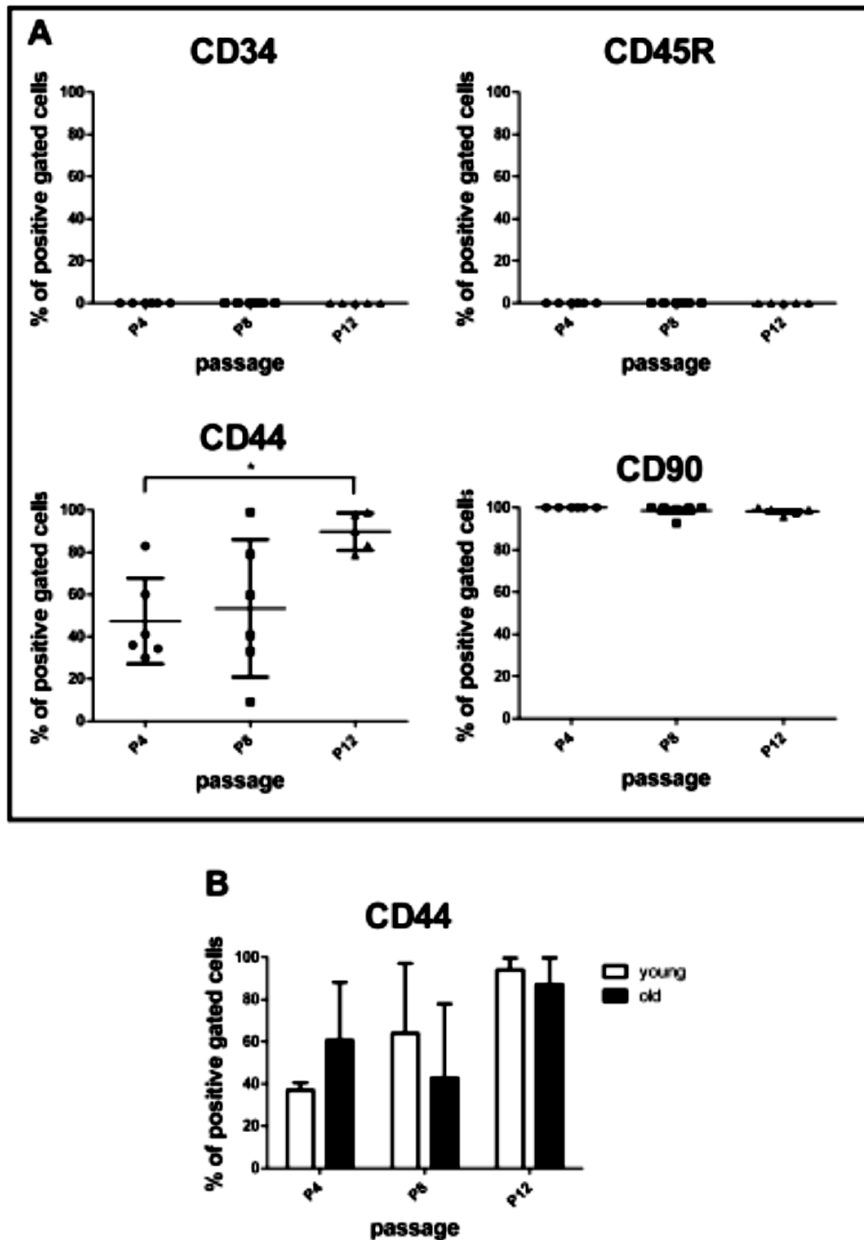 A
CD34
% of positive gated cells
100
80
60
40
20
0
P4
P8
P12
passage
CD45R
% of positive gated cells
100
80
60
40
20
0
P4
P8
P12
passage
CD44
*
% of positive gated cells
100
80
60
40
20
0
P4
P8
P12
passage
CD90
% of positive gated cells
100
80
60
40
20
0
P4
P8
P12
passage
B
CD44
% of positive gated cells
100
80
60
40
20
0
P4
P8
P12
passage
young
old